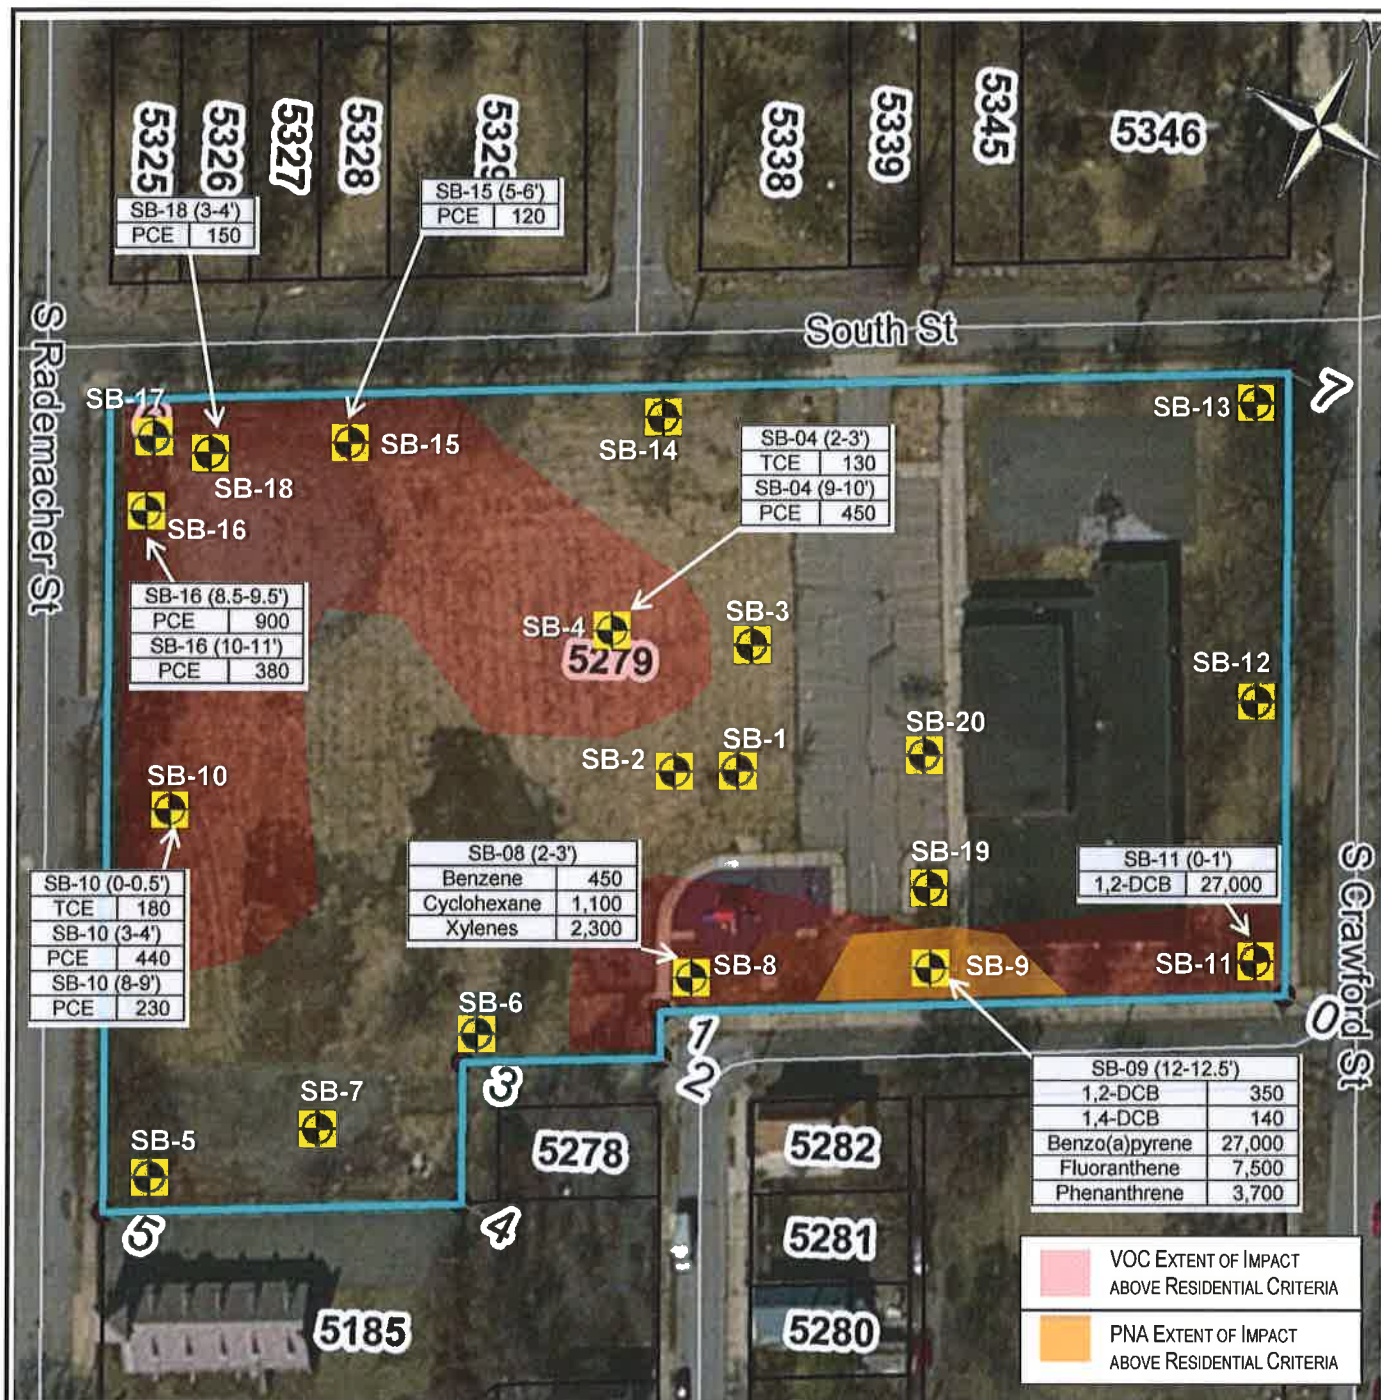 N
5325
5326
5327
5328
5329
5338
5339
5345
5346
SB-18 (3-4')
PCE 150
SB-15 (5-6')
PCE 120
South St
S Rademacher St
SB-17
SB-18
SB-15
SB-14
SB-13
7
SB-16
SB-04 (2-3')
TCE 130
SB-04 (9-10')
PCE 450
SB-16 (8.5-9.5')
PCE 900
SB-16 (10-11')
PCE 380
SB-4
5279
SB-3
SB-12
SB-2
SB-1
SB-20
SB-10
SB-10 (0-0.5')
TCE 180
SB-10 (3-4')
PCE 440
SB-10 (8-9')
PCE 230
SB-08 (2-3')
Benzene 450
Cyclohexane 1,100
Xylenes 2,300
SB-19
SB-11 (0-1')
1,2-DCB 27,000
S Crawford St
SB-8
SB-9
SB-11
SB-6
1
0
2
3
SB-7
SB-5
5278
5282
SB-09 (12-12.5')
1,2-DCB 350
1,4-DCB 140
Benzo(a)pyrene 27,000
Fluoranthene 7,500
Phenanthrene 3,700
5
4
5281
5185
5280
VOC EXTENT OF IMPACT
ABOVE RESIDENTIAL CRITERIA
PNA EXTENT OF IMPACT
ABOVE RESIDENTIAL CRITERIA